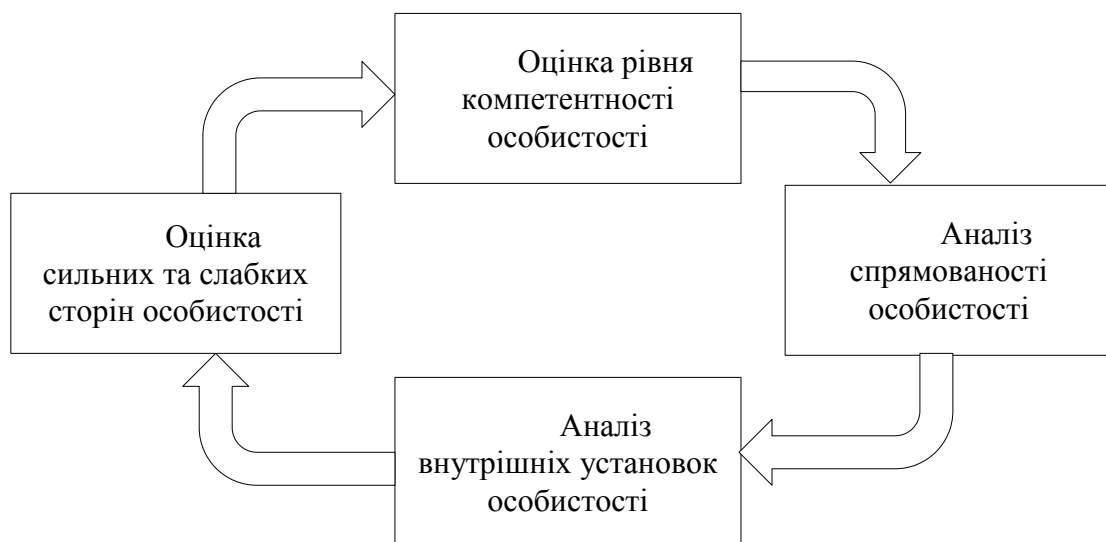 Оцінка рівня
компетентності
особистості
Оцінка
сильних та слабких
сторін особистості
Аналіз
спрямованості
особистості
Аналіз
внутрішніх установок
особистості